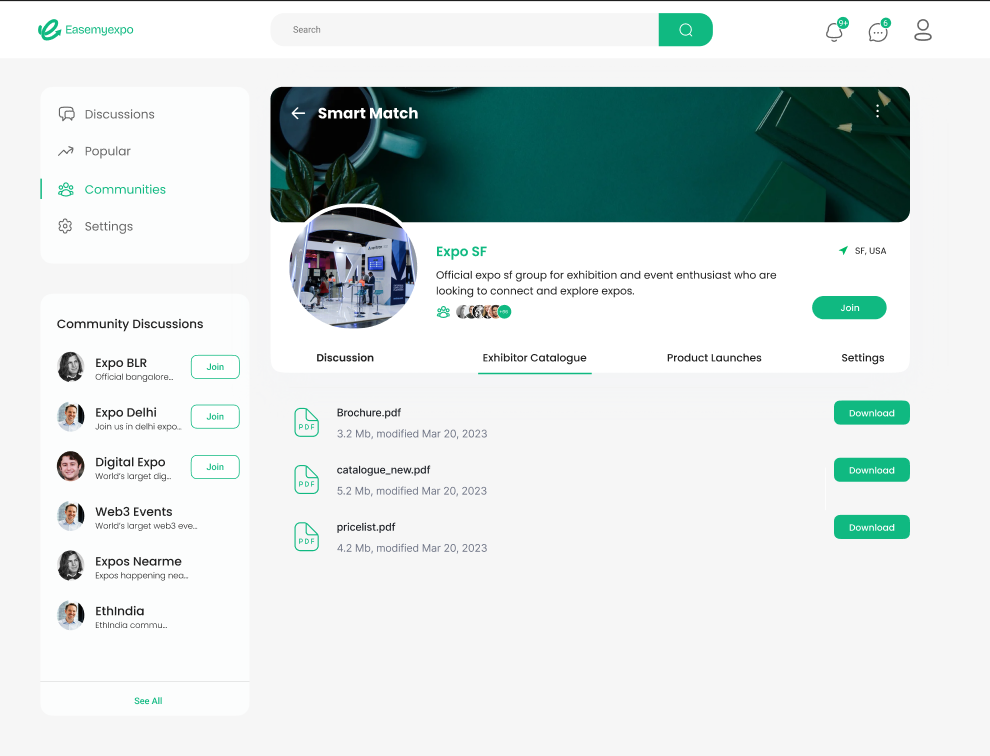 Easemyexpo
Search
9+
6
Discussions
Popular
Communities
Settings
Community Discussions
Expo BLR
Official bangalore...
Join
Expo Delhi
Join us in delhi expo...
Join
Digital Expo
World's larget dig...
Join
Web3 Events
World's larget web3 eve...
Expos Nearme
Expos happening nea...
EthIndia
EthIndia commu...
See All
Smart Match
Expo SF
SF, USA
Official expo sf group for exhibition and event enthusiast who are
looking to connect and explore expos.
Join
Discussion
Exhibitor Catalogue
Product Launches
Settings
PDF
Brochure.pdf
3.2 Mb, modified Mar 20, 2023
Download
PDF
catalogue_new.pdf
5.2 Mb, modified Mar 20, 2023
Download
PDF
pricelist.pdf
4.2 Mb, modified Mar 20, 2023
Download